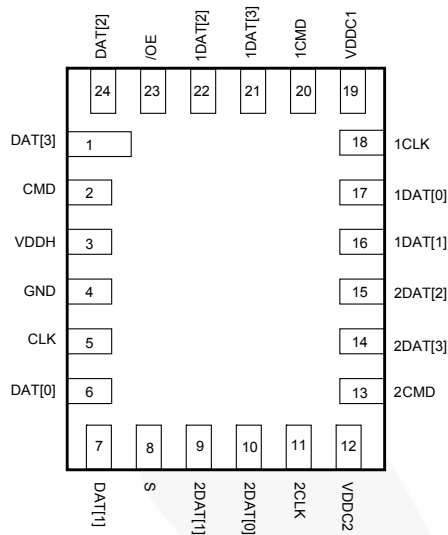 DAT[2] /OE 1DAT[2] 1DAT[3] 1CMD VDDC1
24 23 22 21 20 19
DAT[3] 1 18 1CLK
CMD 2 17 1DAT[0]
VDDH 3 16 1DAT[1]
GND 4 15 2DAT[2]
CLK 5 14 2DAT[3]
DAT[0] 6 13 2CMD
7 8 9 10 11 12
DAT[1] S 2DAT[1] 2DAT[0] 2CLK VDDC2